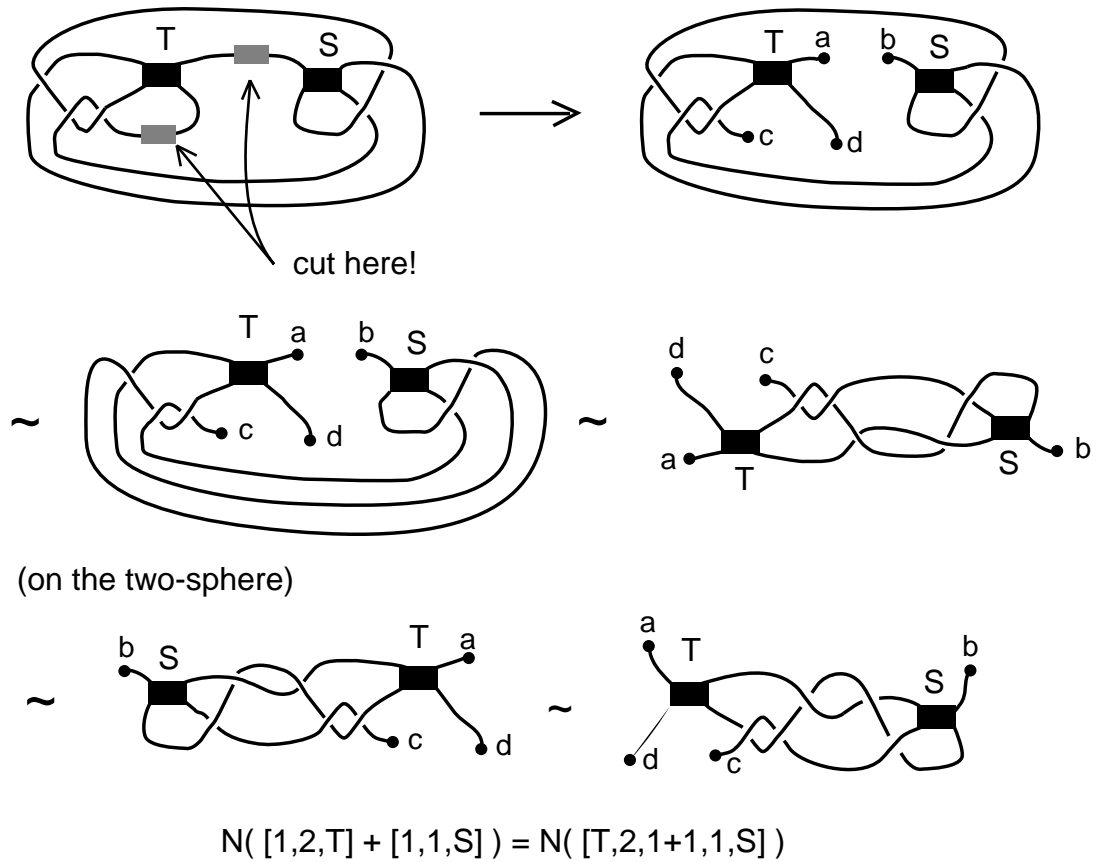 T S
T a b S
c d
cut here!
T a b S
c d
~ ~
d c
a T S b
(on the two-sphere)
b S T a
c d
~ ~
a T S b
d c
N( [1,2,T] + [1,1,S] ) = N( [T,2,1+1,1,S] )